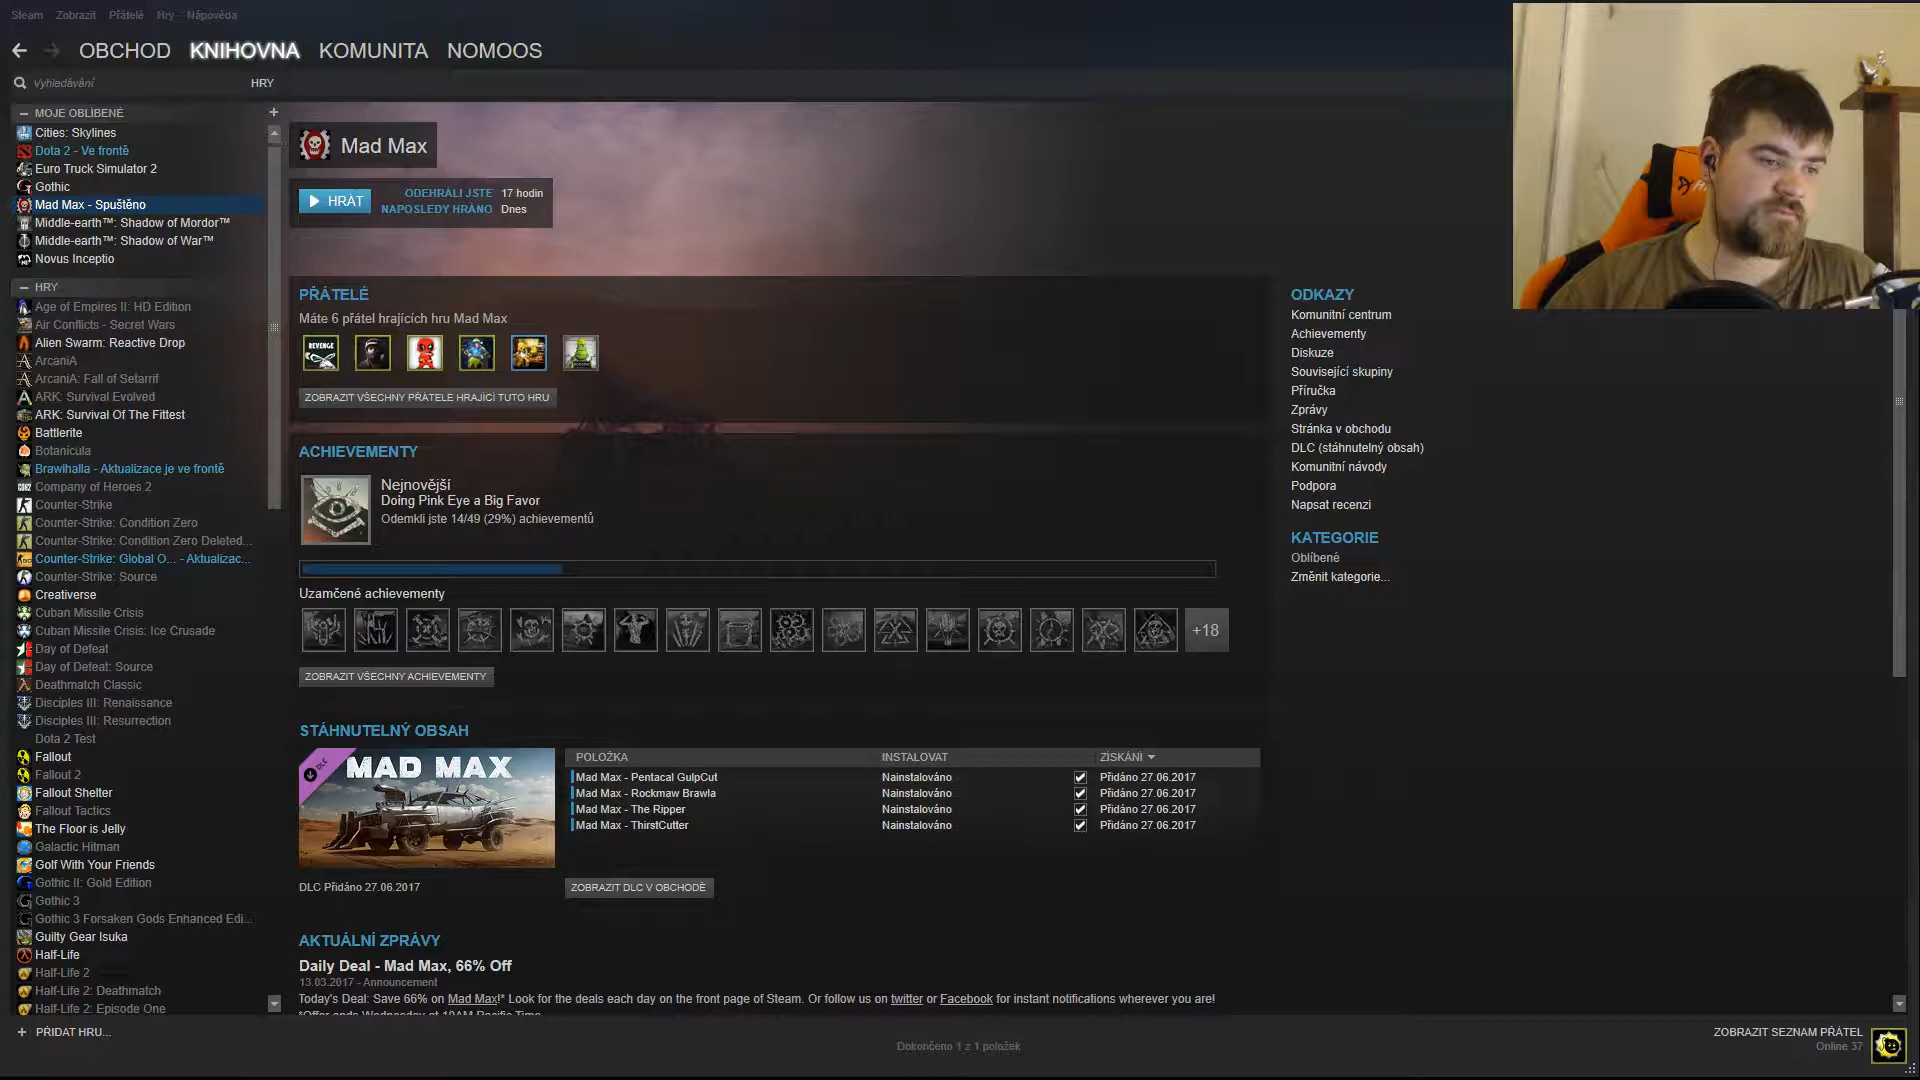 Steam Zobrazit Přátelé Hry Nápověda
OBCHOD KNIHOVNA KOMUNITA NOMOOS
Vyhledávání HRY
MOJE OBLÍBENÉ
Cities: Skylines
Dota 2 - Ve frontě
Euro Truck Simulator 2
Gothic
Mad Max - Spuštěno
Middle-earth™: Shadow of Mordor™
Middle-earth™: Shadow of War™
Novus Inceptio
HRY
Age of Empires II: HD Edition
Air Conflicts - Secret Wars
Alien Swarm: Reactive Drop
ArcaniA
ArcaniA: Fall of Setarrif
ARK: Survival Evolved
ARK: Survival Of The Fittest
Battlerite
Botanicula
Brawlhalla - Aktualizace je ve frontě
Company of Heroes 2
Counter-Strike
Counter-Strike: Condition Zero
Counter-Strike: Condition Zero Deleted...
Counter-Strike: Global O... - Aktualizac...
Counter-Strike: Source
Creativerse
Cuban Missile Crisis
Cuban Missile Crisis: Ice Crusade
Day of Defeat
Day of Defeat: Source
Deathmatch Classic
Disciples III: Renaissance
Disciples III: Resurrection
Dota 2 Test
Fallout
Fallout 2
Fallout Shelter
Fallout Tactics
The Floor is Jelly
Galactic Hitman
Golf With Your Friends
Gothic II: Gold Edition
Gothic 3
Gothic 3 Forsaken Gods Enhanced Edi...
Guilty Gear Isuka
Half-Life
Half-Life 2
Half-Life 2: Deathmatch
Half-Life 2: Episode One
PŘIDAT HRU...
Mad Max
HRÁT
ODEHRÁLI JSTE 17 hodin
NAPOSLEDY HRÁNO Dnes
PŘÁTELÉ
Máte 6 přátel hrajících hru Mad Max
REVENGE
ZOBRAZIT VŠECHNY PŘÁTELE HRAJÍCÍ TUTO HRU
ACHIEVEMENTY
Nejnovější
Doing Pink Eye a Big Favor
Odemkli jste 14/49 (29%) achievementů
Uzamčené achievementy
+18
ZOBRAZIT VŠECHNY ACHIEVEMENTY
STÁHNUTELNÝ OBSAH
DLC
MAD MAX
DLC Přidáno 27.06.2017
POLOŽKA INSTALOVAT ZÍSKÁNÍ
Mad Max - Pentacal GulpCut Nainstalováno Přidáno 27.06.2017
Mad Max - Rockmaw Brawla Nainstalováno Přidáno 27.06.2017
Mad Max - The Ripper Nainstalováno Přidáno 27.06.2017
Mad Max - ThirstCutter Nainstalováno Přidáno 27.06.2017
ZOBRAZIT DLC V OBCHODĚ
AKTUÁLNÍ ZPRÁVY
Daily Deal - Mad Max, 66% Off
13.03.2017 - Announcement
Today's Deal: Save 66% on Mad Max!* Look for the deals each day on the front page of Steam. Or follow us on twitter or Facebook for instant notifications wherever you are!
*Offer ends Wednesday at 10AM Pacific Time
ODKAZY
Komunitní centrum
Achievementy
Diskuze
Související skupiny
Příručka
Zprávy
Stránka v obchodu
DLC (stáhnutelný obsah)
Komunitní návody
Podpora
Napsat recenzi
KATEGORIE
Oblíbené
Změnit kategorie...
Dokončeno 1 z 1 položek
ZOBRAZIT SEZNAM PŘÁTEL
Online 37